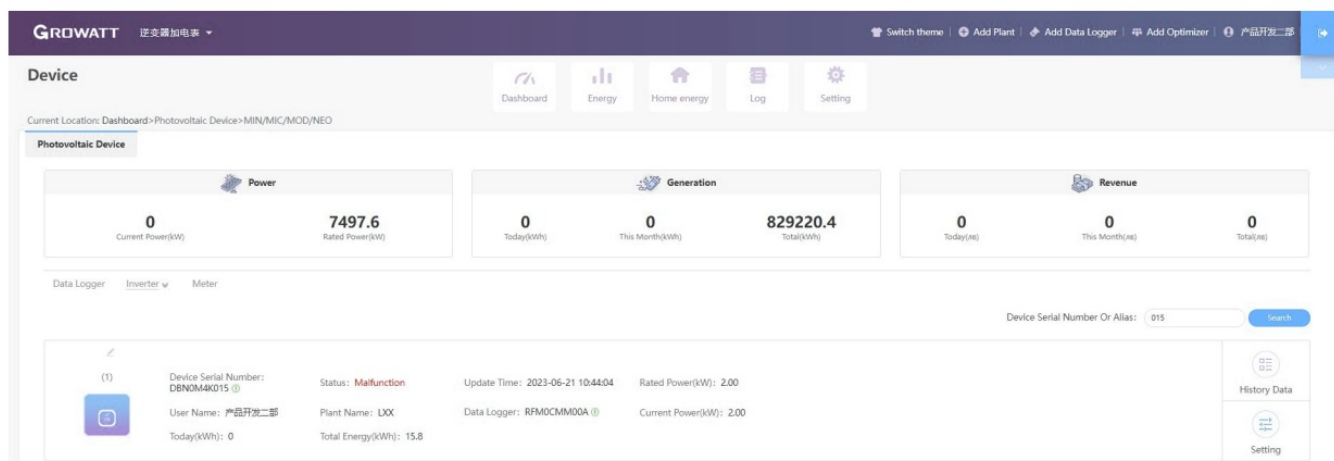 GROWATT 逆变器加电表 Switch theme Add Plant Add Data Logger Add Optimizer 产品开发二部
Device
Dashboard Energy Home energy Log Setting
Current Location: Dashboard>Photovoltaic Device>MIN/MIC/MOD/NEO
Photovoltaic Device
Power Generation Revenue
0 7497.6 0 0 829220.4 0 0 0
Current Power(kW) Rated Power(kW) Today(kWh) This Month(kWh) Total(kWh) Today( This Month( Total(
Data Logger Inverter Meter
Device Serial Number Or Alias: 015 Search
(1) Device Serial Number: Status: Malfunction Update Time: 2023-06-21 10:44:04 Rated Power(kW): 2.00
DBN0M4K015
History Data
User Name: 产品开发二部 Plant Name: LXX Data Logger: RFM0CMM00A Current Power(kW): 2.00
Today(kWh): 0 Total Energy(kWh): 15.8
Setting